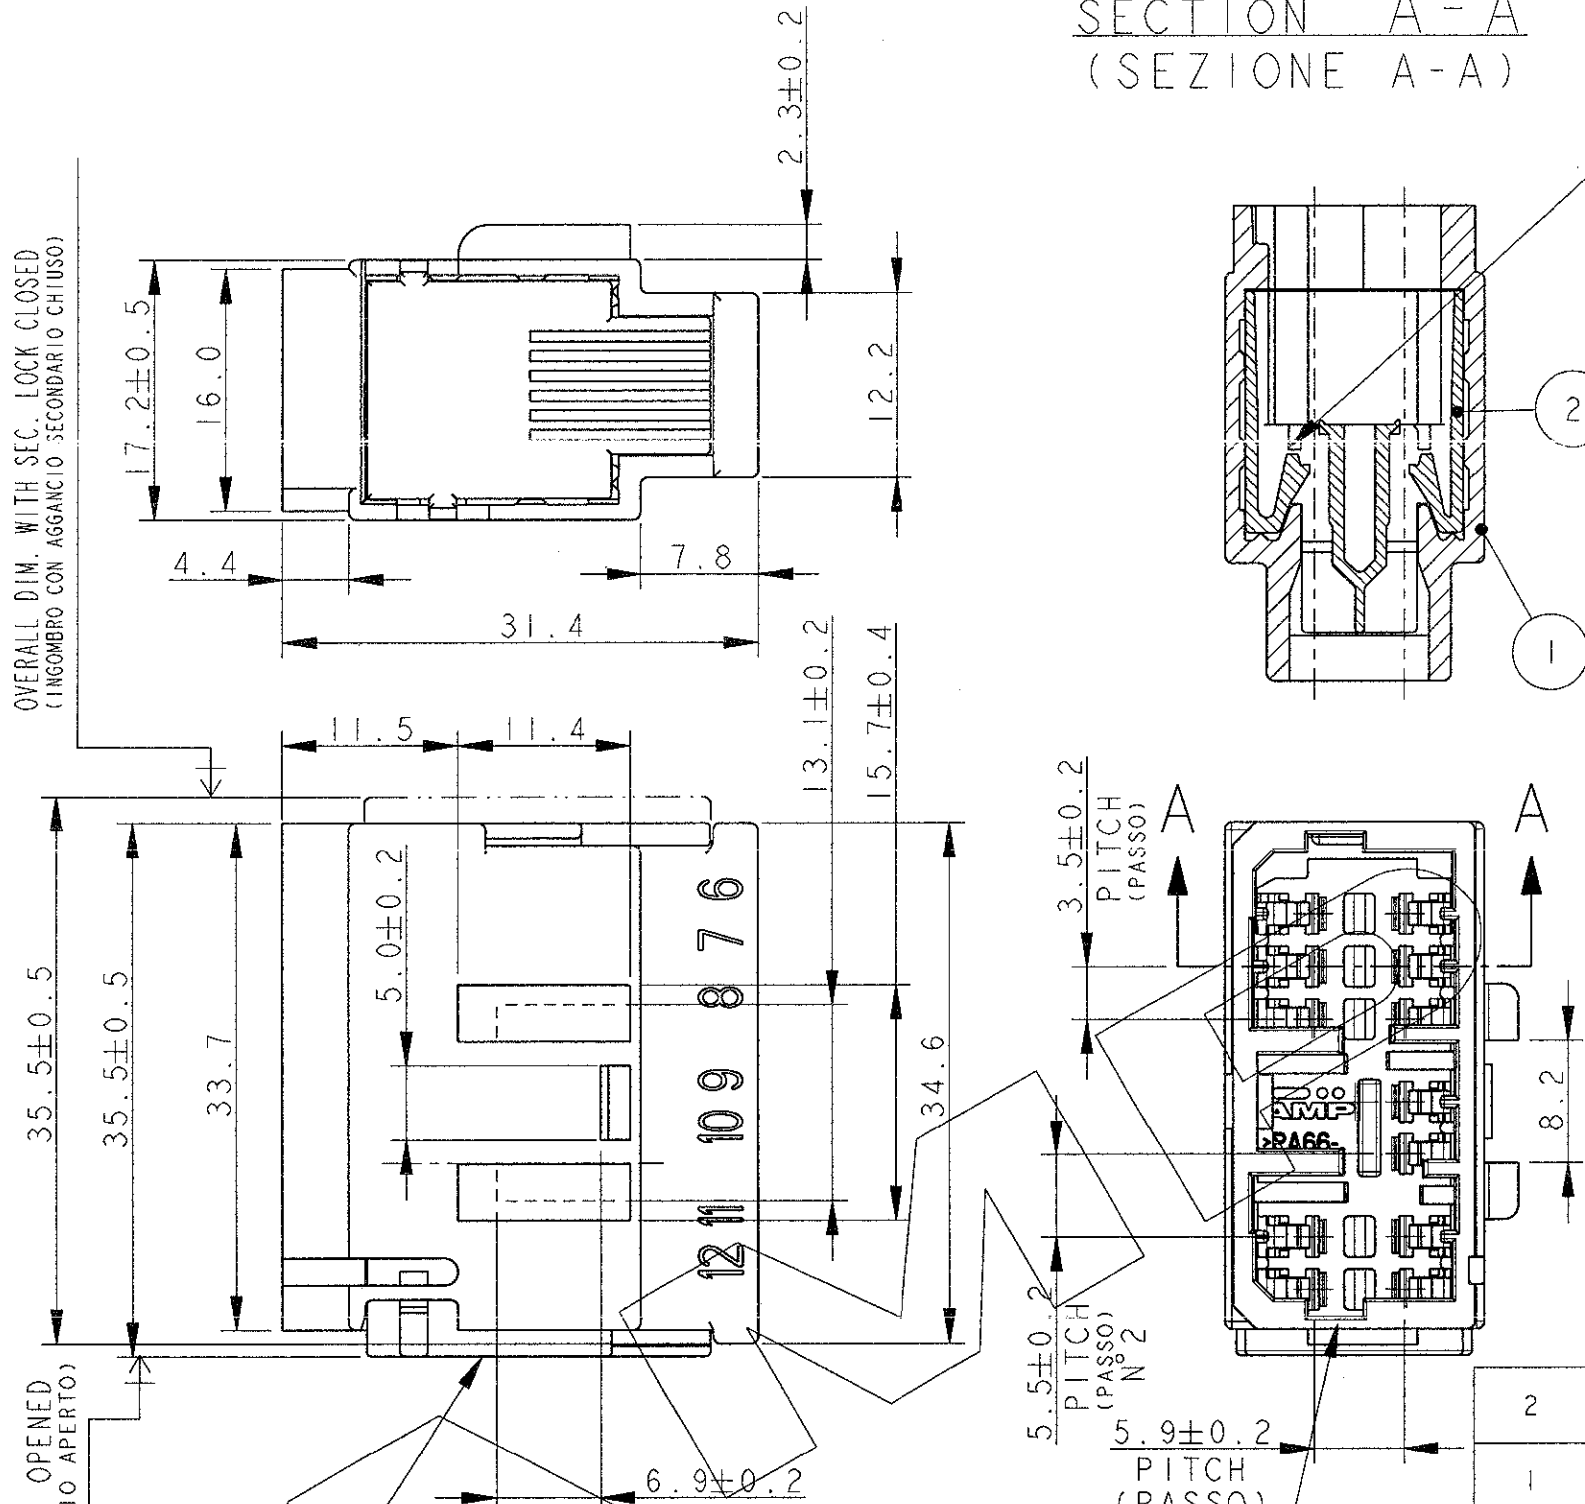 SECTION A-A
(SEZIONE A-A)
2.3±0.2
OVERALL DIM. WITH SEC. LOCK CLOSED
(INGOMBRO CON AGGANCIO SECONDARIO CHIUSO)
17.2±0.5
16.0
12.2
4.4
7.8
31.4
2
1
11.5
11.4
13.1±0.2
15.7±0.4
35.5±0.5
35.5±0.5
33.7
5.0±0.2
6
7
8
9
10
11
12
34.6
6.9±0.2
3.5±0.2
PITCH
(PASSO)
A
A
AMP
>PA66-
8.2
5.5±0.2
PITCH
(PASSO)
N°2
5.9±0.2
PITCH
(PASSO)
OPENED
IO APERTO)
2
1